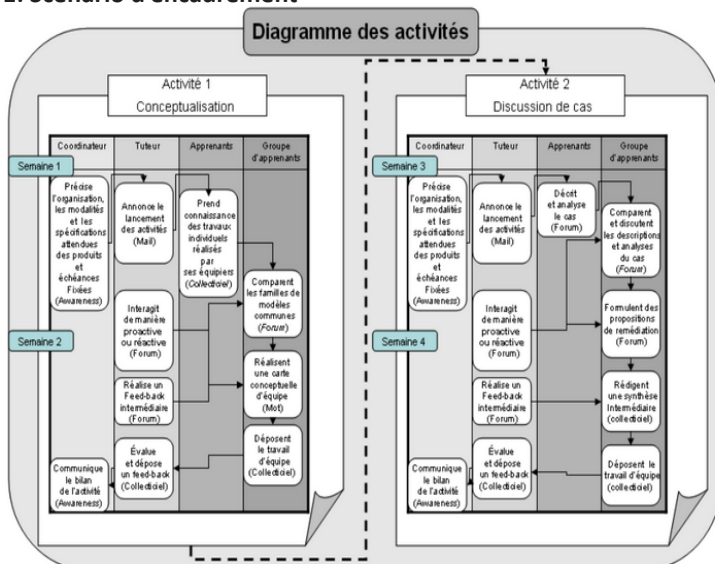 Diagramme des activités
Activité 1
Conceptualisation
Coordinateur
Tuteur
Apprenants
Groupe
d'apprenants
Semaine 1
Précise
l'organisation,
les modalités
et les
spécifications
attendues
des produits
et
échéances
Fixées
(Awareness)
Annonce le
lancement
des activités
(Mail)
Prend
connaissance
des travaux
individuels
réalisés
par
ses équipiers
(Collecticiel)
Comparent
les familles de
modèles
communes
(Forum)
Interagit
de manière
proactive
ou réactive
(Forum)
Semaine 2
Réalisent
une carte
conceptuelle
d'équipe
(Mot)
Réalise un
Feed-back
intermédiaire
(Forum)
Déposent
le travail
d'équipe
(Collecticiel)
Évalue
et dépose
un feed-back
(Collecticiel)
Communique
le bilan
de l'activité
(Awareness)
Activité 2
Discussion de cas
Coordinateur
Tuteur
Apprenants
Groupe
d'apprenants
Semaine 3
Précise
l'organisation,
les modalités
et les
spécifications
attendues
des produits
et
échéances
Fixées
(Awareness)
Annonce le
lancement
des activités
(Mail)
Décrit
et analyse
le cas
(Forum)
Comparent
et discutent
les descriptions
et analyses
du cas
(Forum)
Interagit
de manière
proactive
ou réactive
(Forum)
Formulent des
propositions
de remédiation
(Forum)
Semaine 4
Réalise un
Feed-back
intermédiaire
(Forum)
Rédigent
une synthèse
Intermédiaire
(collecticiel)
Déposent le
travail d'équipe
(collecticiel)
Évalue
et dépose
un feed-back
(Collecticiel)
Communique
le bilan
de l'activité
(Awareness)